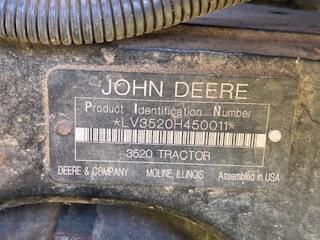 JOHN DEERE
Product Identification Number
*LV3520H450011*
3520 TRACTOR
DEERE & COMPANY MOLINE, ILLINOIS Assembled in USA